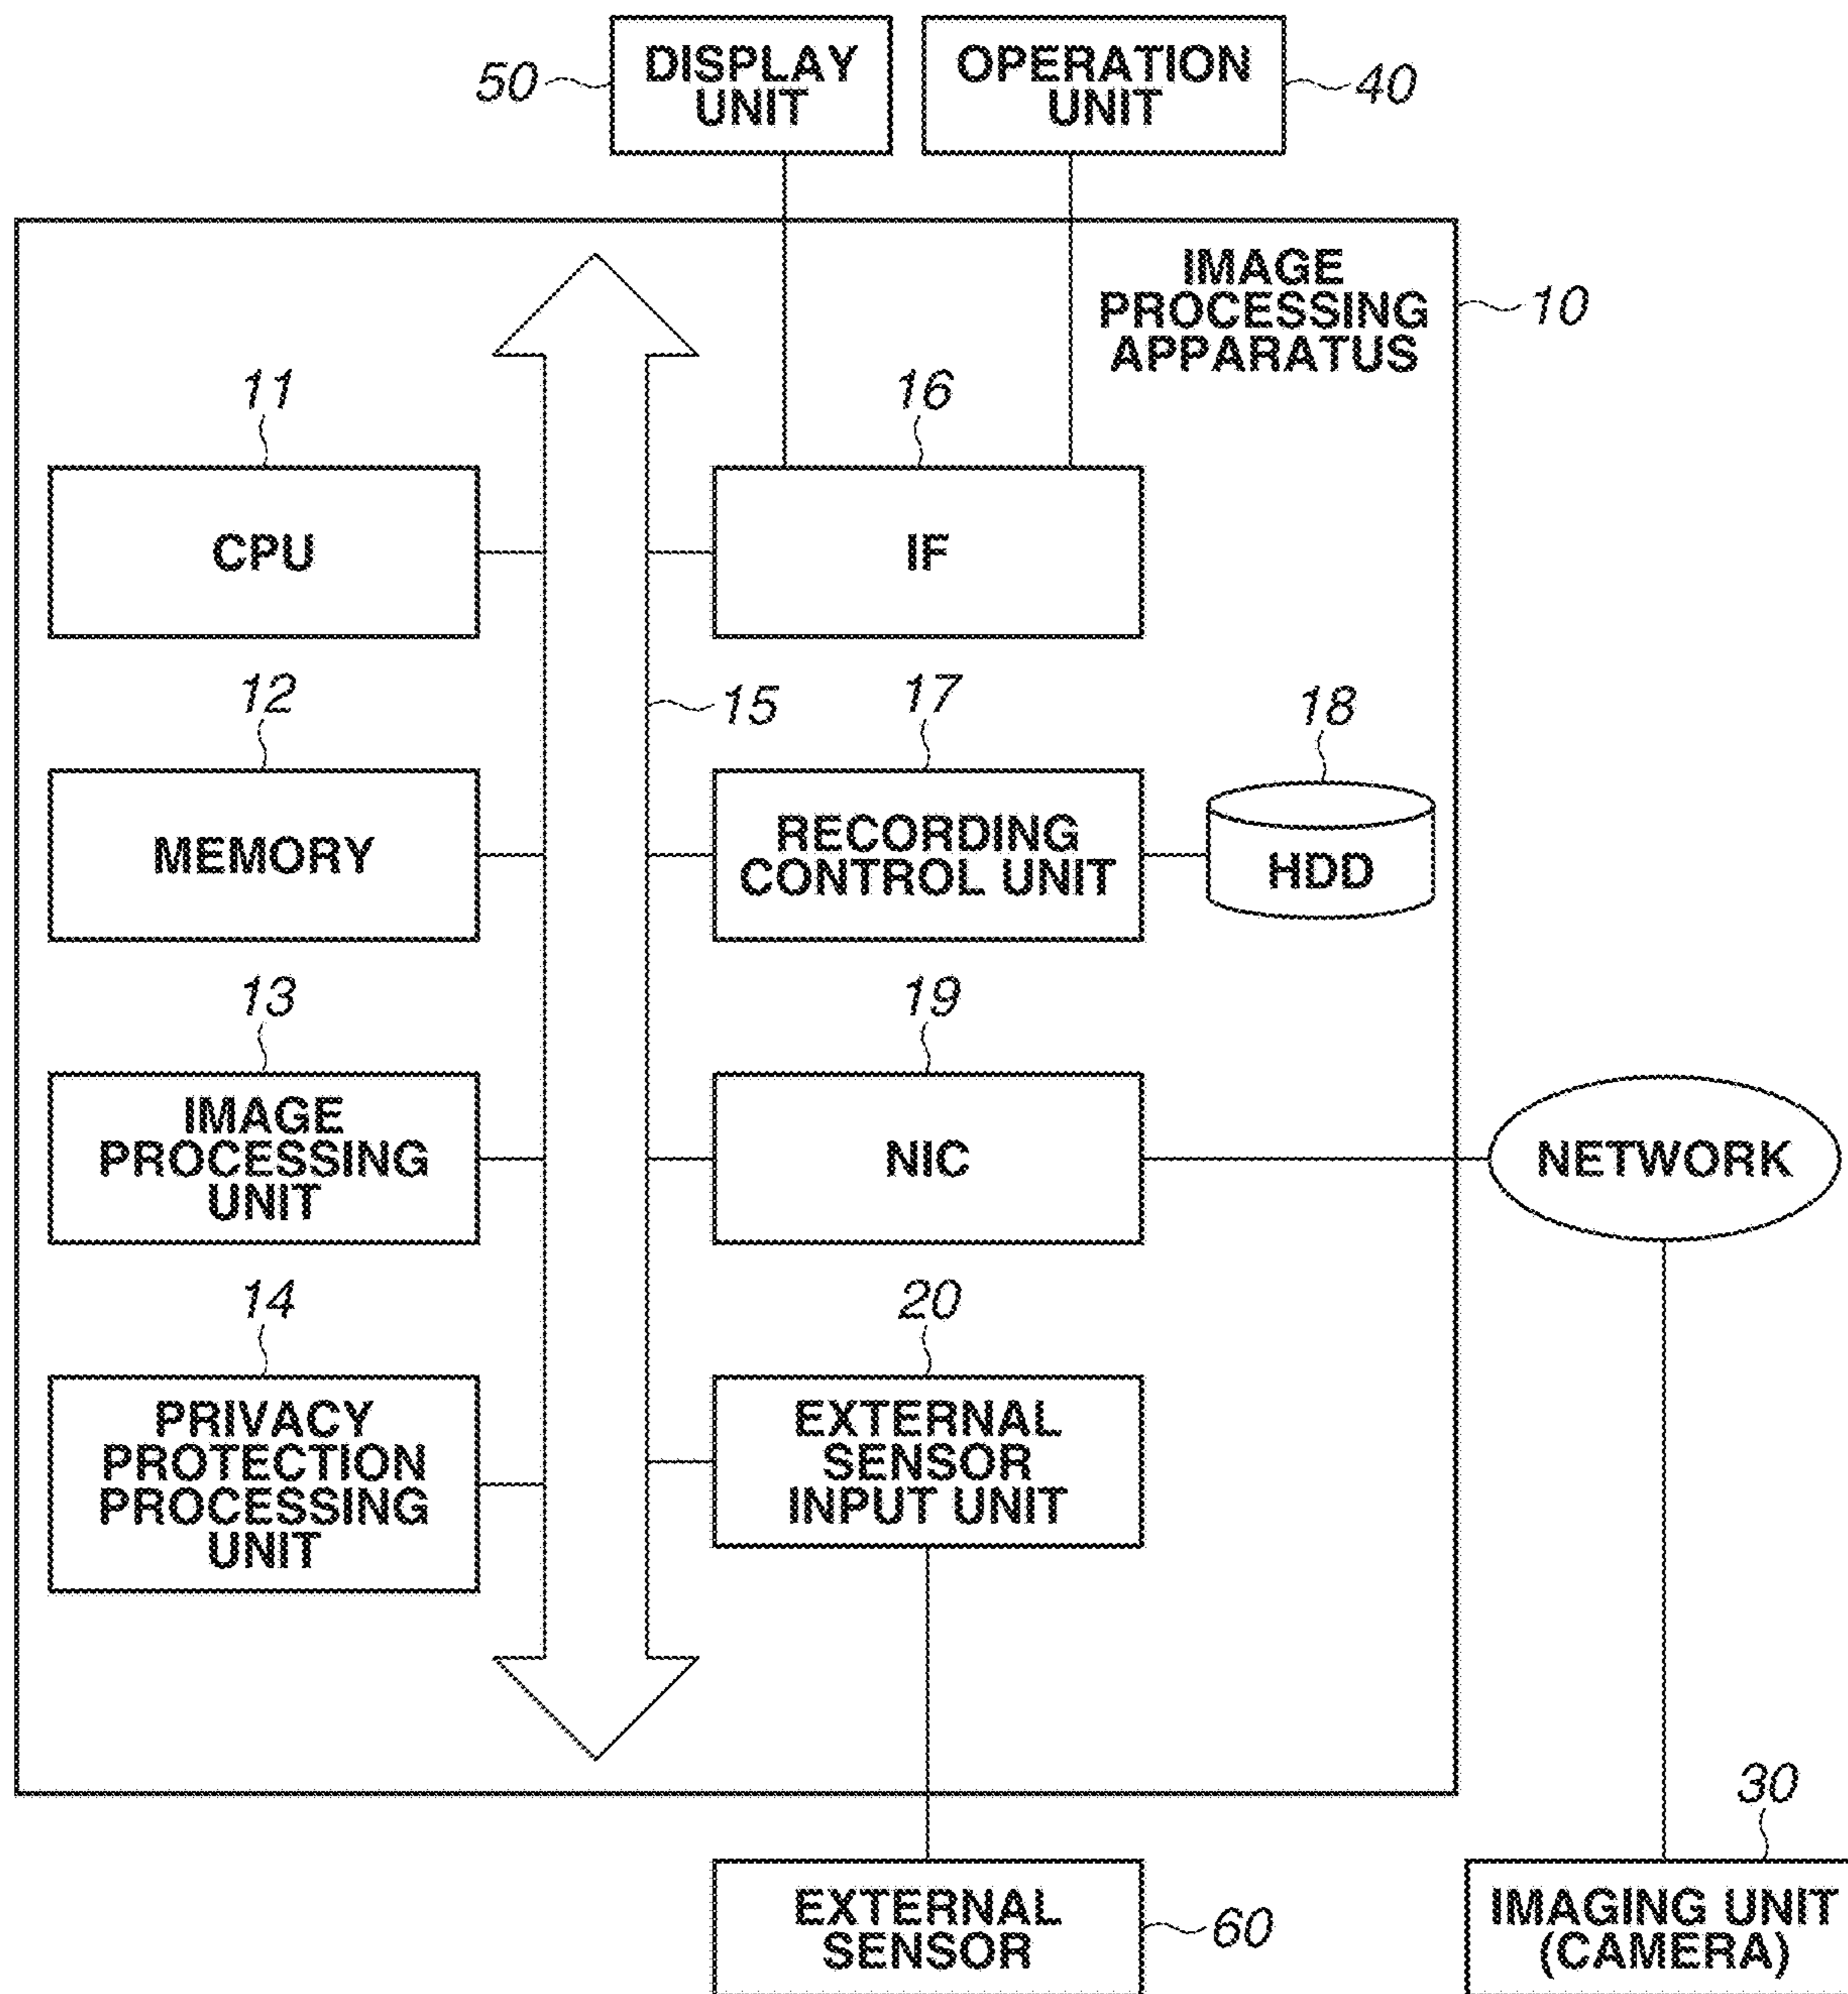 50
DISPLAY
UNIT
OPERATION
UNIT
40
IMAGE
PROCESSING
APPARATUS
10
11
CPU
16
IF
12
MEMORY
15
17
RECORDING
CONTROL UNIT
18
HDD
13
IMAGE
PROCESSING
UNIT
19
NIC
NETWORK
14
PRIVACY
PROTECTION
PROCESSING
UNIT
20
EXTERNAL
SENSOR
INPUT UNIT
EXTERNAL
SENSOR
60
30
IMAGING UNIT
(CAMERA)